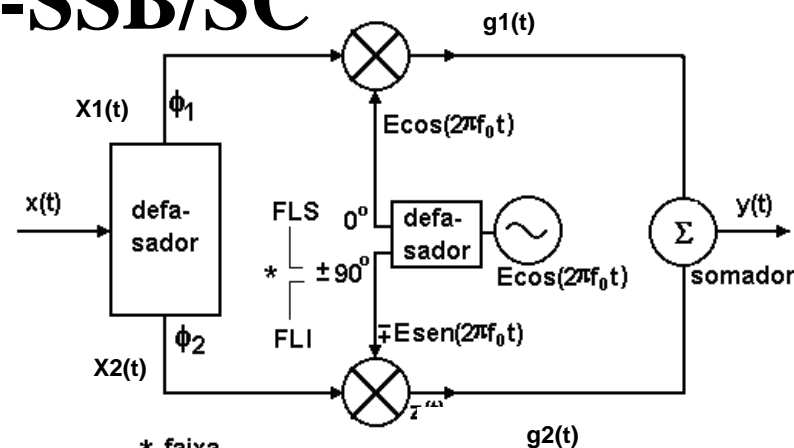 -SSB/SC
g1(t)
X1(t)
ϕ1
Ecos(2πf0t)
x(t)
defa-
sador
FLS
0º
defa-
sador
y(t)
Σ
* ±90º
Ecos(2πf0t)
somador
FLI
∓Esen(2πf0t)
ϕ2
X2(t)
g2(t)
* faixa